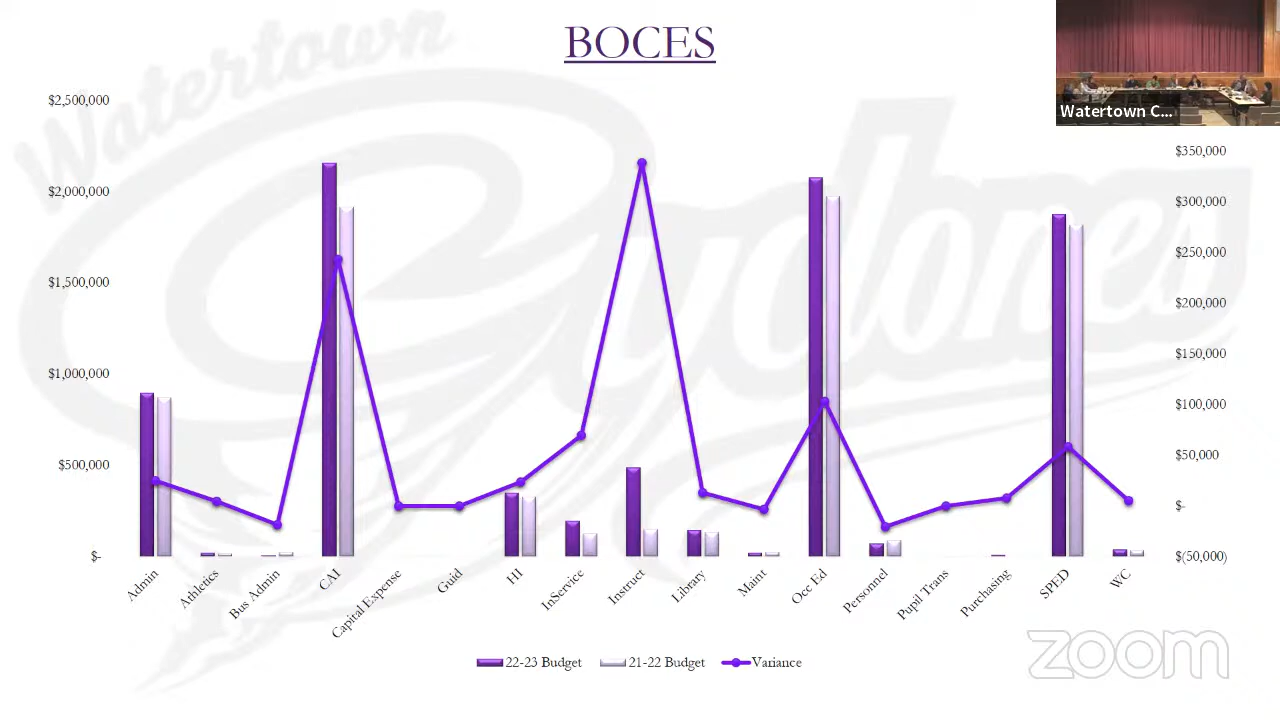 BOCES
Watertown
Cyclones
Watertown C...
$2,500,000
$2,000,000
$1,500,000
$1,000,000
$500,000
$-
$350,000
$300,000
$250,000
$200,000
$150,000
$100,000
$50,000
$-
$(50,000)
Admin
Athletics
Bus Admin
CAI
Capital Expense
Guid
HI
InService
Instruct
Library
Maint
Occ Ed
Personnel
Pupil Trans
Purchasing
SPED
WC
22-23 Budget 21-22 Budget Variance
zoom